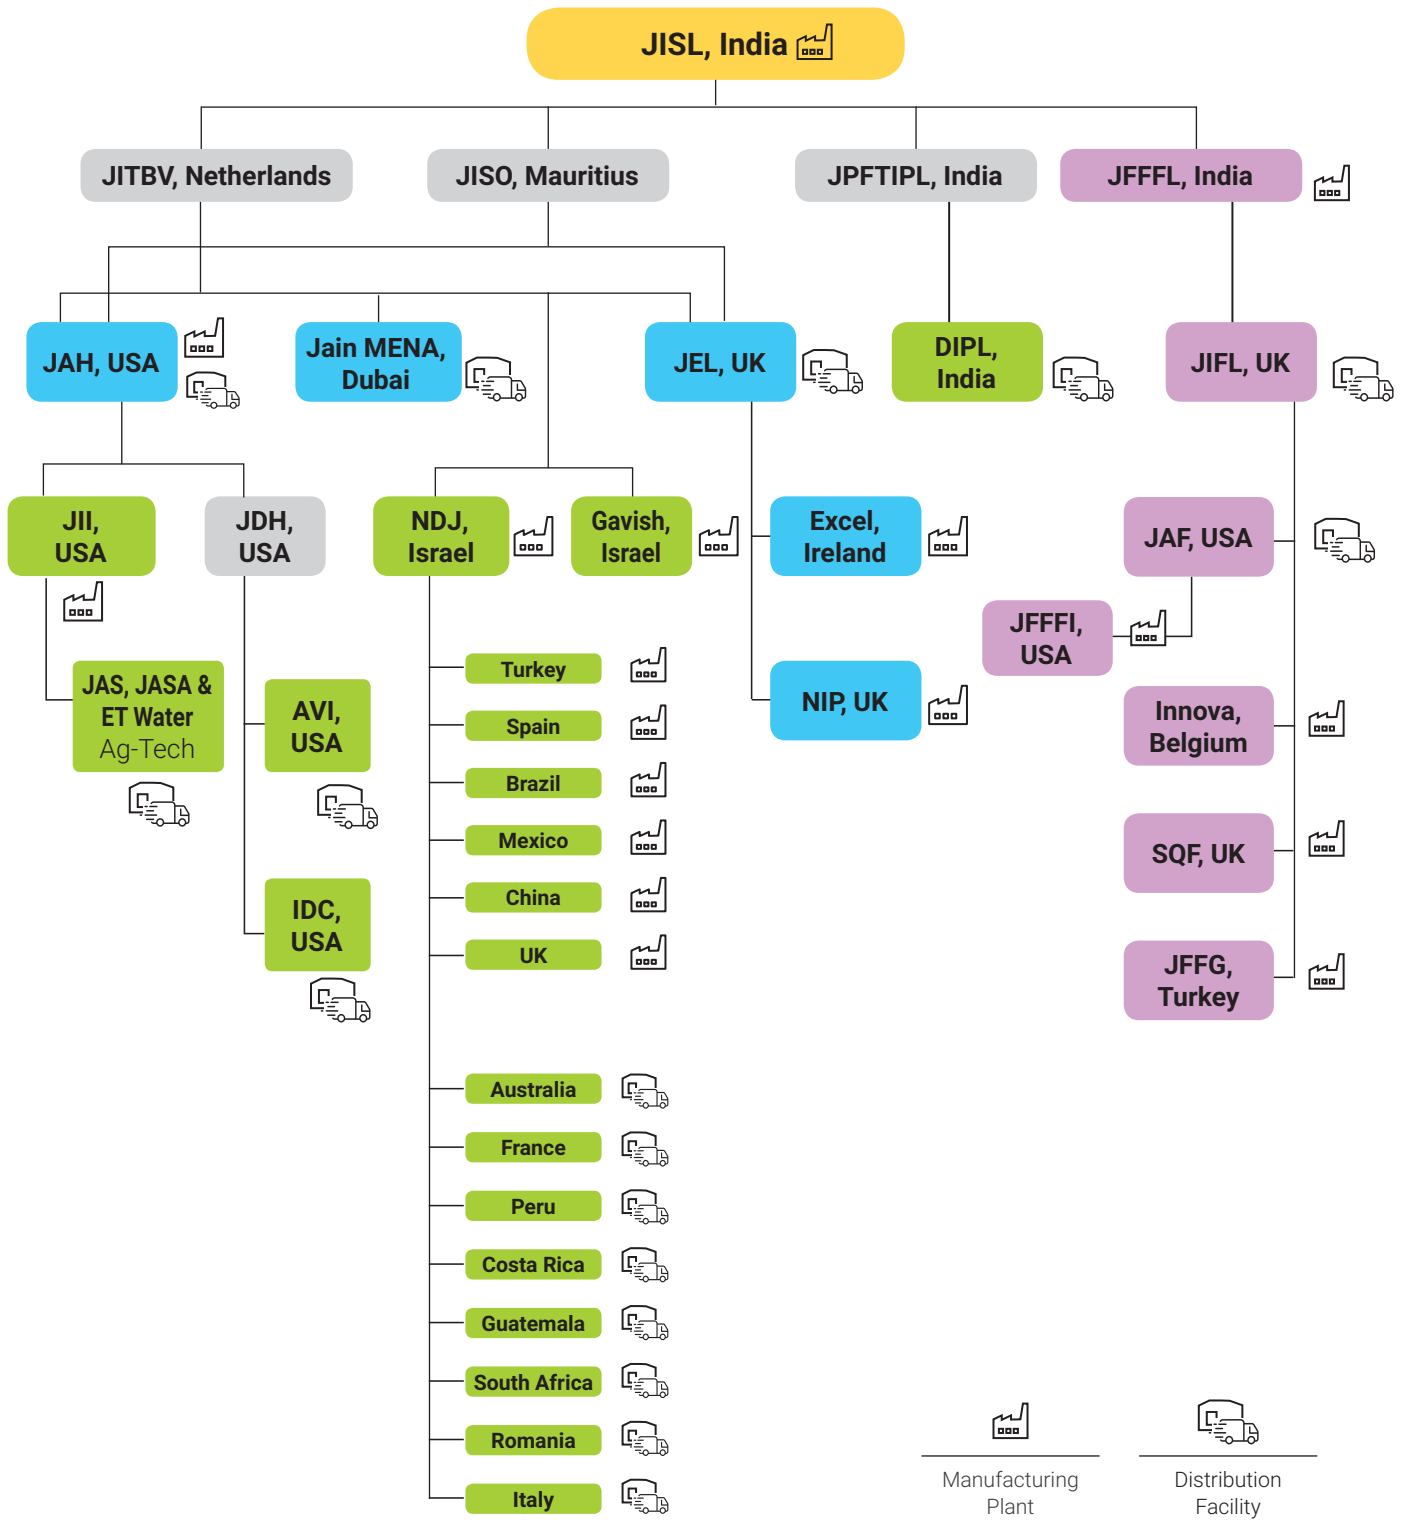 JISL, India
JITBV, Netherlands
JISO, Mauritius
JPFTIPL, India
JFFFL, India
JAH, USA
Jain MENA,
Dubai
JEL, UK
DIPL,
India
JIFL, UK
JII,
USA
JDH,
USA
NDJ,
Israel
Gavish,
Israel
Excel,
Ireland
JAF, USA
JFFFI,
USA
JAS, JASA &
ET Water
Ag-Tech
AVI,
USA
IDC,
USA
Turkey
Spain
Brazil
Mexico
China
UK
NIP, UK
Innova,
Belgium
SQF, UK
JFFG,
Turkey
Australia
France
Peru
Costa Rica
Guatemala
South Africa
Romania
Italy
Manufacturing
Plant
Distribution
Facility